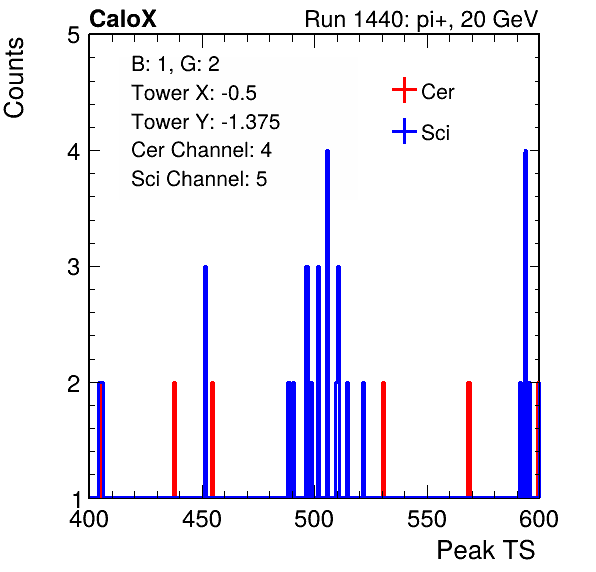 CaloX Run 1440: pi+, 20 GeV
B: 1, G: 2
Tower X: -0.5
Tower Y: -1.375
Cer Channel: 4
Sci Channel: 5
Cer
Sci
Counts
5
4
3
2
1
400 450 500 550 600
Peak TS